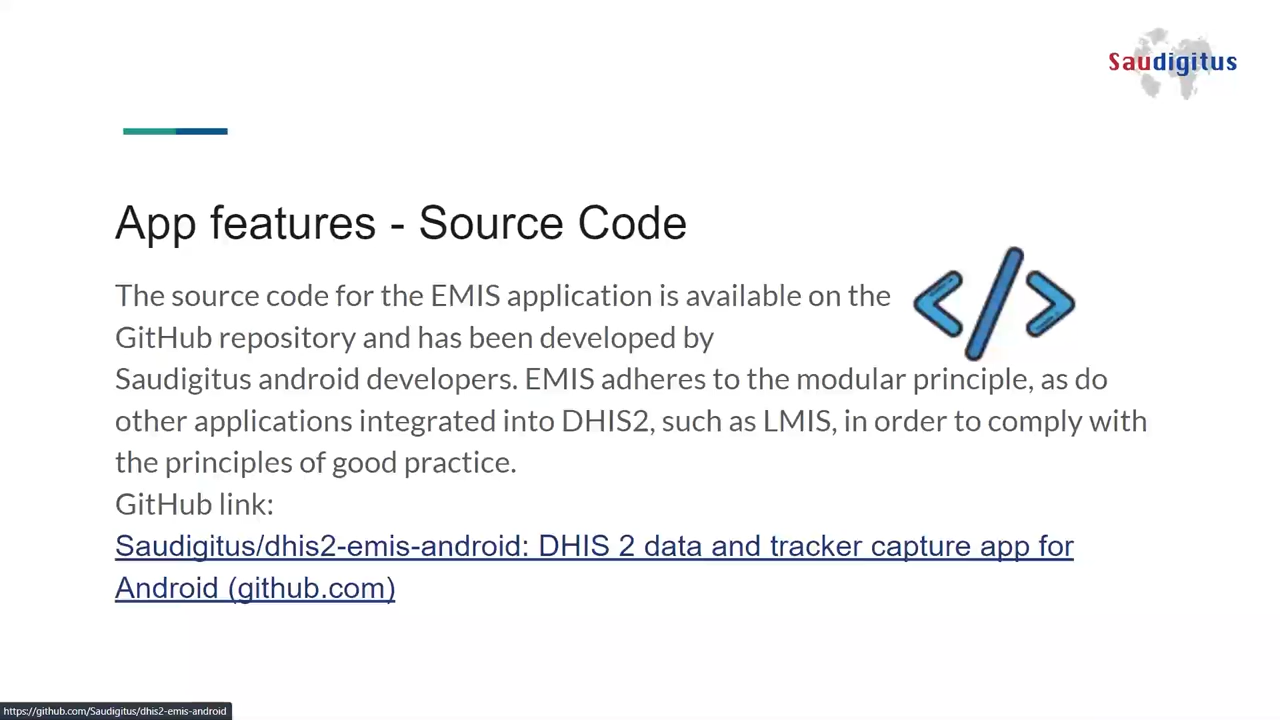 Saudigitus
App features - Source Code
The source code for the EMIS application is available on the
GitHub repository and has been developed by
Saudigitus android developers. EMIS adheres to the modular principle, as do
other applications integrated into DHIS2, such as LMIS, in order to comply with
the principles of good practice.
GitHub link:
Saudigitus/dhis2-emis-android: DHIS 2 data and tracker capture app for
Android (github.com)
https://github.com/Saudigitus/dhis2-emis-android